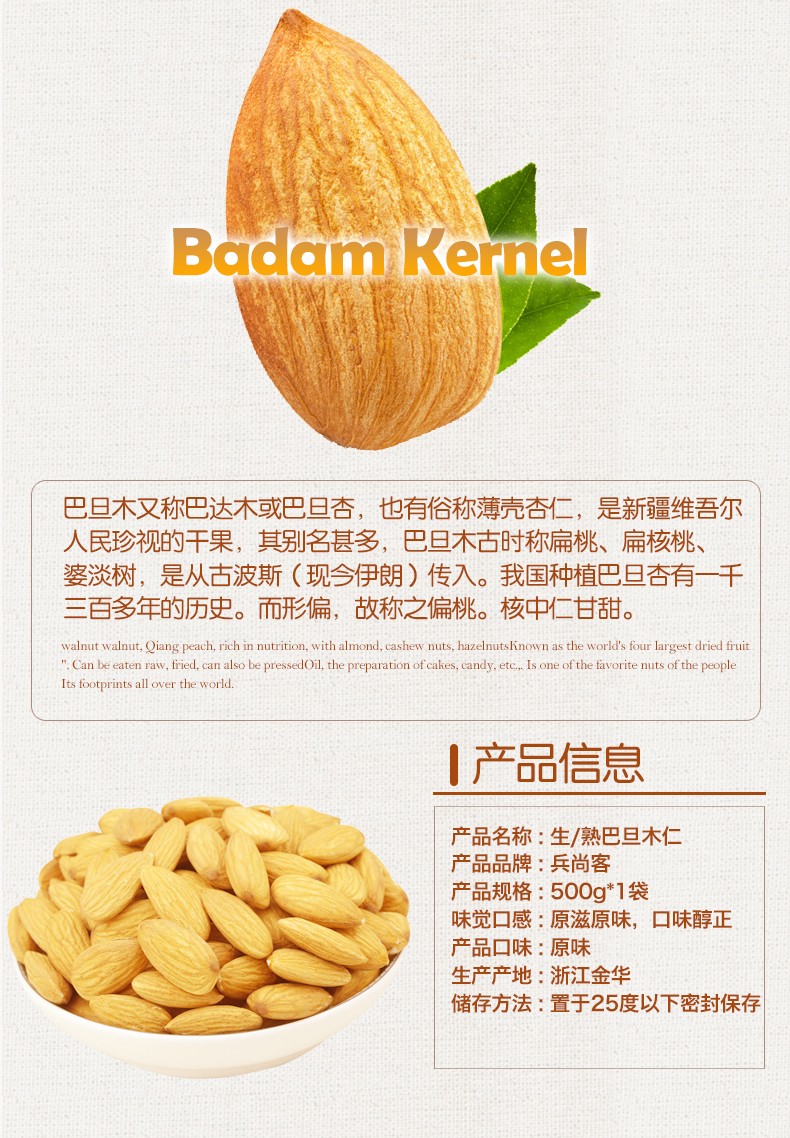 Badam Kernel
巴旦木又称巴达木或巴旦杏，也有俗称薄壳杏仁，是新疆维吾尔
人民珍视的干果，其别名甚多，巴旦木古时称扁桃、扁核桃、
婆淡树，是从古波斯（现今伊朗）传入。我国种植巴旦杏有一千
三百多年的历史。而形偏，故称之偏桃。核中仁甘甜。
walnut walnut, Qiang peach, rich in nutrition, with almond, cashew nuts, hazelnutsKnown as the world's four largest dried fruit
". Can be eaten raw, fried, can also be pressedOil, the preparation of cakes, candy, etc.,. Is one of the favorite nuts of the people
Its footprints all over the world.
产品信息
产品名称：生/熟巴旦木仁
产品品牌：兵尚客
产品规格：500g*1袋
味觉口感：原滋原味，口味醇正
产品口味：原味
生产产地：浙江金华
储存方法：置于25度以下密封保存